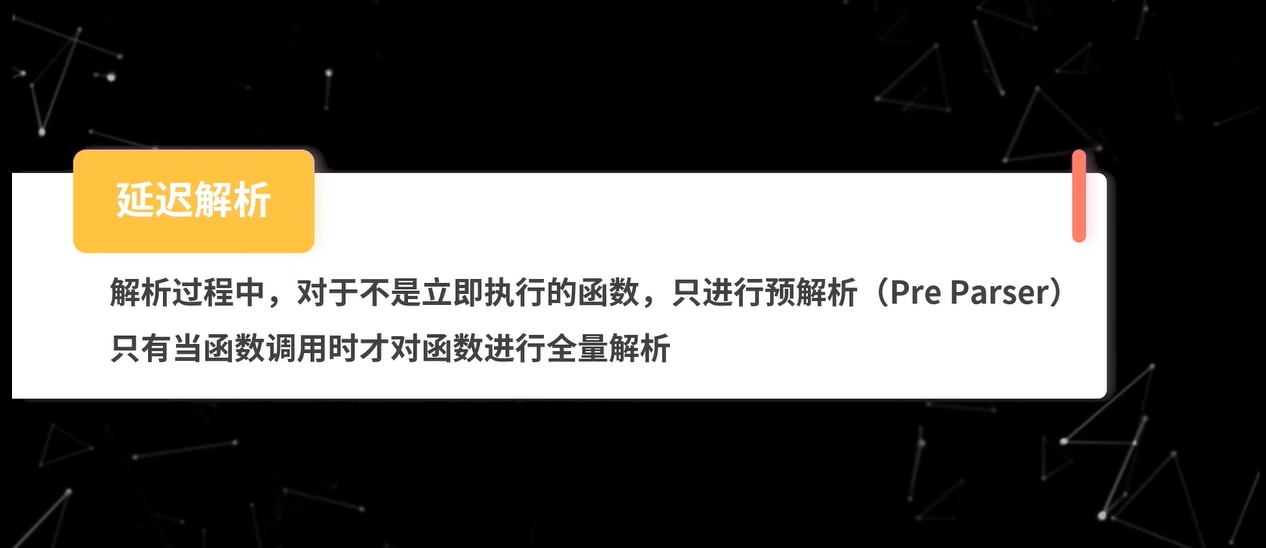 延迟解析
解析过程中，对于不是立即执行的函数，只进行预解析（Pre Parser）
只有当函数调用时才对函数进行全量解析